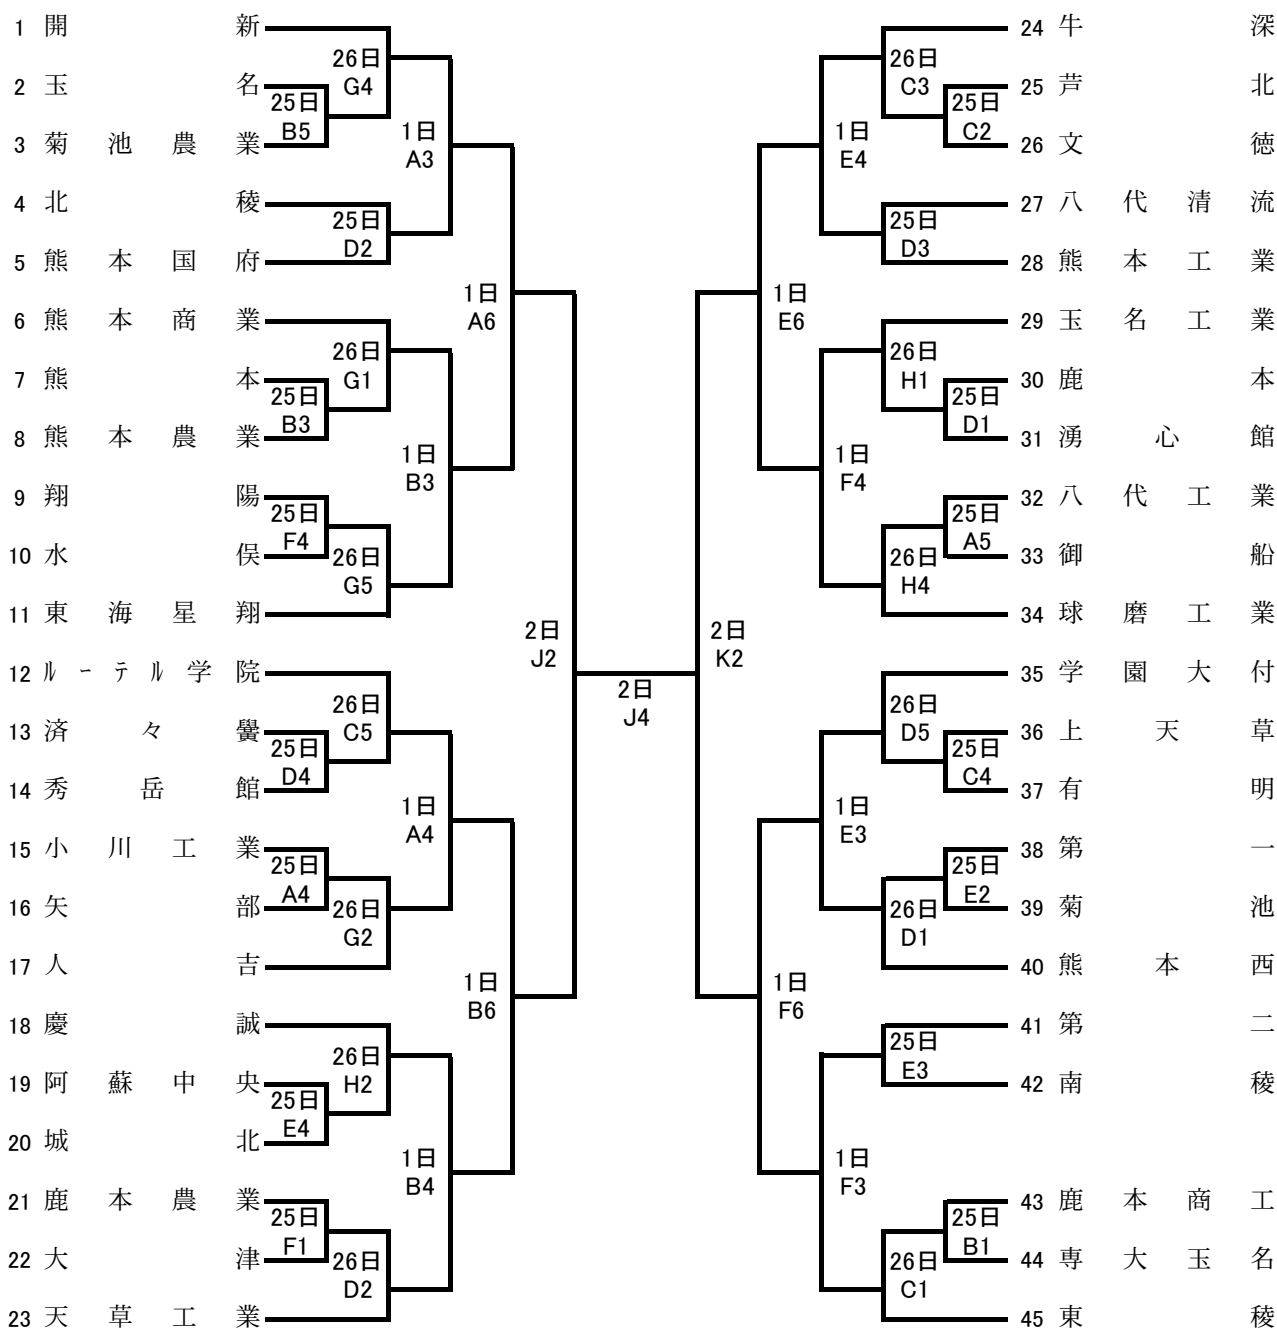 1 開新
2 玉名
3 菊池農業
4 北稜
5 熊本国府
6 熊本商業
7 熊本
8 熊本農業
9 翔陽
10 水俣
11 東海星翔
12 ルーテル学院
13 済々黌
14 秀岳館
15 小川工業
16 矢部
17 人吉
18 慶誠
19 阿蘇中央
20 城北
21 鹿本農業
22 大津
23 天草工業
25日 B5
25日 B3
25日 F4
25日 D4
25日 A4
25日 E4
25日 F1
26日 G4
25日 D2
26日 G1
26日 G5
26日 C5
26日 G2
26日 H2
26日 D2
1日 A3
1日 B3
1日 A4
1日 B4
1日 A6
1日 B6
2日 J2
2日 J4
2日 K2
1日 E6
1日 F6
1日 E4
1日 F4
1日 E3
1日 F3
26日 C3
25日 D3
26日 H1
26日 H4
26日 D5
26日 D1
25日 E3
26日 C1
25日 C2
25日 D1
25日 A5
25日 C4
25日 E2
25日 B1
24 牛深
25 芦北
26 文徳
27 八代清流
28 熊本工業
29 玉名工業
30 鹿本
31 湧心館
32 八代工業
33 御船
34 球磨工業
35 学園大付
36 上天草
37 有明
38 第一
39 菊池
40 熊本西
41 第二
42 南稜
43 鹿本商工
44 専大玉名
45 東稜